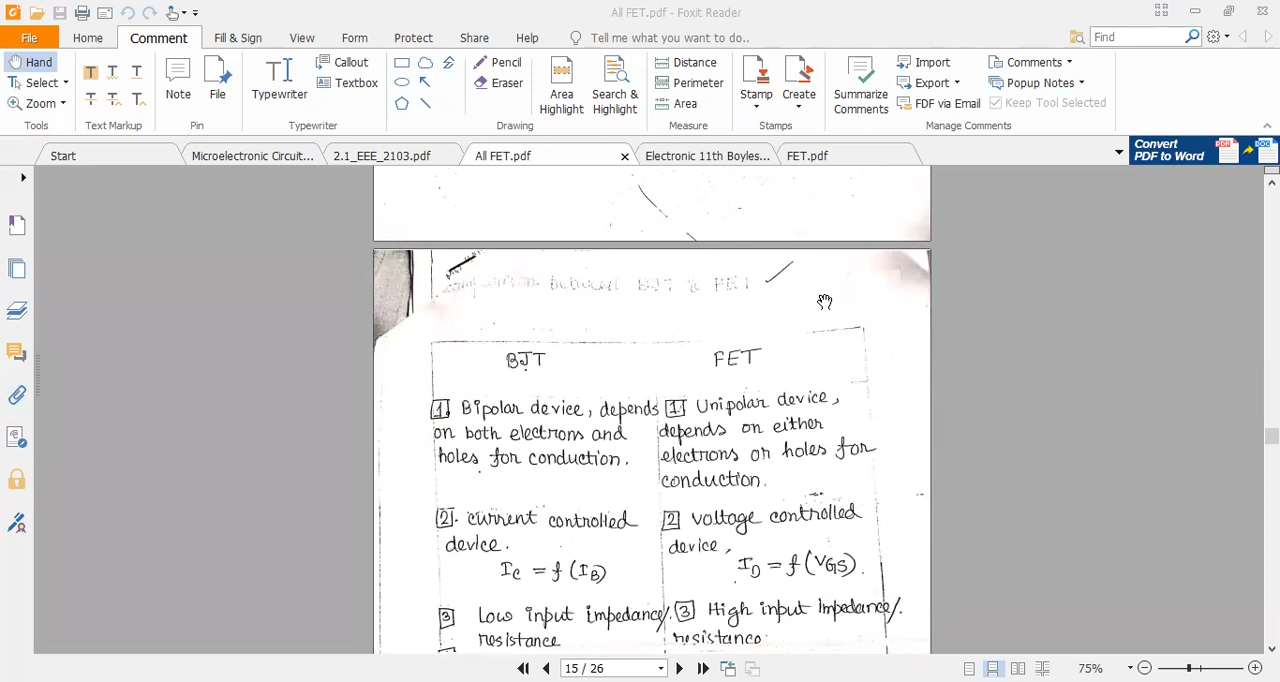 All FET.pdf - Foxit Reader
File Home Comment Fill & Sign View Form Protect Share Help Tell me what you want to do.. Find
Hand
Select
Zoom
Tools
Text Markup
Note
File
Pin
Typewriter
Callout
Textbox
Typewriter
Pencil
Eraser
Drawing
Area Highlight
Search & Highlight
Distance
Perimeter
Area
Measure
Stamp
Create
Stamps
Summarize Comments
Import
Export
FDF via Email
Comments
Popup Notes
Keep Tool Selected
Manage Comments
Start Microelectronic Circuit... 2.1_EEE_2103.pdf All FET.pdf Electronic 11th Boyles... FET.pdf
Convert PDF to Word
Comparison between BJT & FET
BJT
1. Bipolar device, depends
on both electrons and
holes for conduction.
2. current controlled
device.
IC = f (IB)
3 Low input impedance/
resistance
FET
1. Unipolar device,
depends on either
electrons or holes for
conduction.
2 voltage controlled
device,
ID = f (VGS).
3 High input impedance/.
resistance.
15 / 26
75%